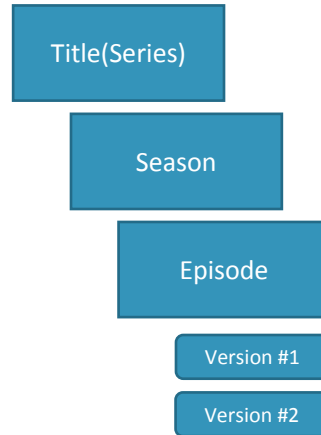 Title(Series)
Season
Episode
Version #1
Version #2